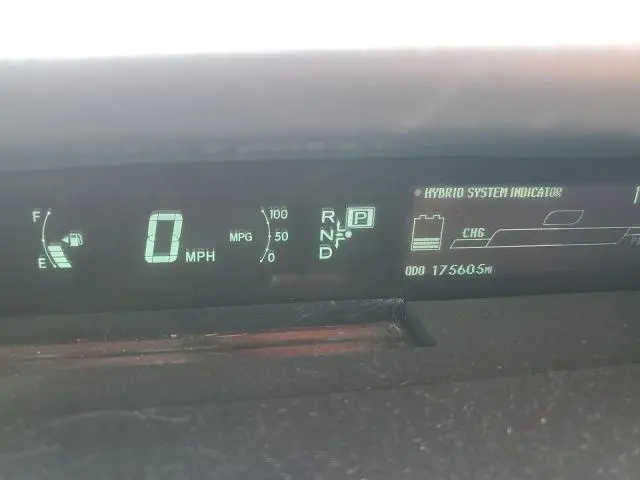 F
E
0 MPH
MPG
100
50
0
R
N
D
P
HYBRID SYSTEM INDICATOR
CHG
ODO 175605MI